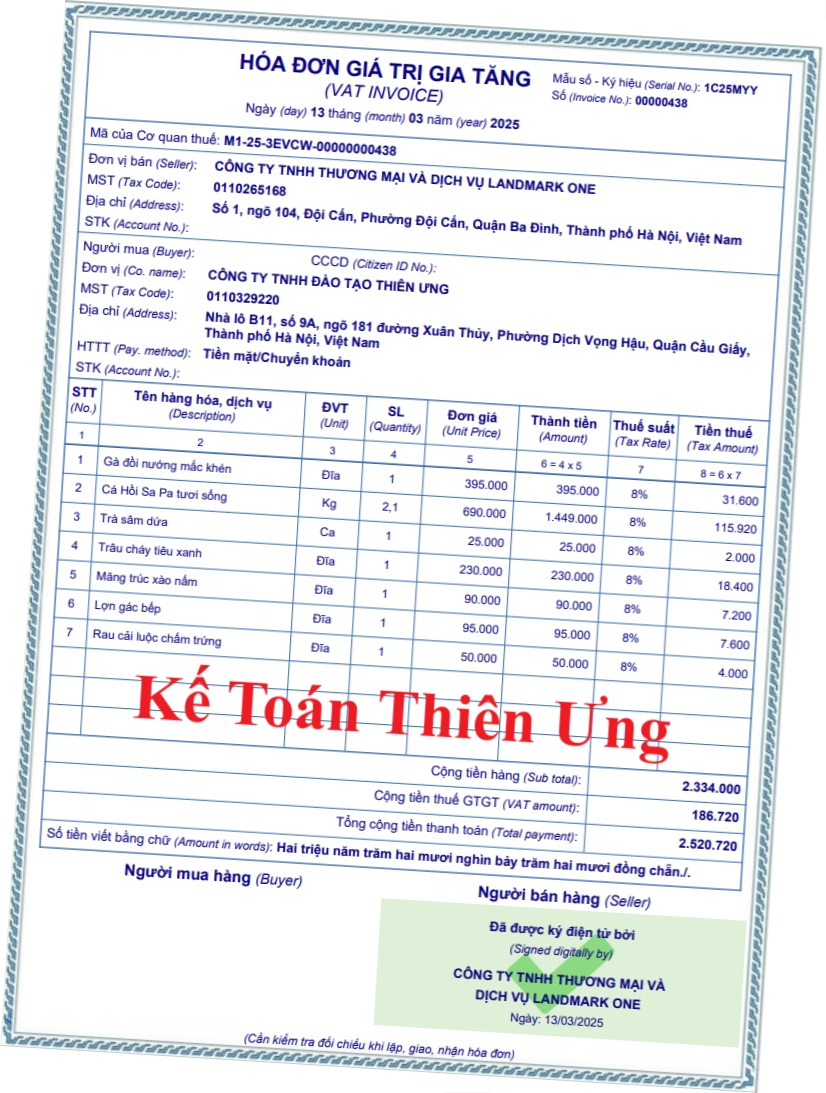 HÓA ĐƠN GIÁ TRỊ GIA TĂNG
(VAT INVOICE)
Ngày (day) 13 tháng (month) 03 năm (year) 2025
Mẫu số - Ký hiệu (Serial No.): 1C25MYY
Số (Invoice No.): 00000438
Mã của Cơ quan thuế: M1-25-3EVCW-00000000438
Đơn vị bán (Seller): CÔNG TY TNHH THƯƠNG MẠI VÀ DỊCH VỤ LANDMARK ONE
MST (Tax Code): 0110265168
Địa chỉ (Address): Số 1, ngõ 104, Đội Cấn, Phường Đội Cấn, Quận Ba Đình, Thành phố Hà Nội, Việt Nam
STK (Account No.):
Người mua (Buyer): CCCD (Citizen ID No.):
Đơn vị (Co. name): CÔNG TY TNHH ĐÀO TẠO THIÊN ƯNG
MST (Tax Code): 0110329220
Địa chỉ (Address): Nhà lô B11, số 9A, ngõ 181 đường Xuân Thủy, Phường Dịch Vọng Hậu, Quận Cầu Giấy,
Thành phố Hà Nội, Việt Nam
HTTT (Pay. method): Tiền mặt/Chuyển khoản
STK (Account No.):
STT Tên hàng hóa, dịch vụ ĐVT SL Đơn giá Thành tiền Thuế suất Tiền thuế
(No.) (Description) (Unit) (Quantity) (Unit Price) (Amount) (Tax Rate) (Tax Amount)
1 2 3 4 5 6 = 4 x 5 7 8 = 6 x 7
1 Gà đồi nướng mắc khén Đĩa 1 395.000 395.000 8% 31.600
2 Cá Hồi Sa Pa tươi sống Kg 2,1 690.000 1.449.000 8% 115.920
3 Trà sâm dứa Ca 1 25.000 25.000 8% 2.000
4 Trâu cháy tiêu xanh Đĩa 1 230.000 230.000 8% 18.400
5 Măng trúc xào nấm Đĩa 1 90.000 90.000 8% 7.200
6 Lợn gác bếp Đĩa 1 95.000 95.000 8% 7.600
7 Rau cải luộc chấm trứng Đĩa 1 50.000 50.000 8% 4.000
Kế Toán Thiên Ưng
Cộng tiền hàng (Sub total): 2.334.000
Cộng tiền thuế GTGT (VAT amount): 186.720
Tổng cộng tiền thanh toán (Total payment): 2.520.720
Số tiền viết bằng chữ (Amount in words): Hai triệu năm trăm hai mươi nghìn bảy trăm hai mươi đồng chẵn./.
Người mua hàng (Buyer)
Người bán hàng (Seller)
Đã được ký điện tử bởi
(Signed digitally by)
CÔNG TY TNHH THƯƠNG MẠI VÀ
DỊCH VỤ LANDMARK ONE
Ngày: 13/03/2025
(Cần kiểm tra đối chiếu khi lập, giao, nhận hóa đơn)